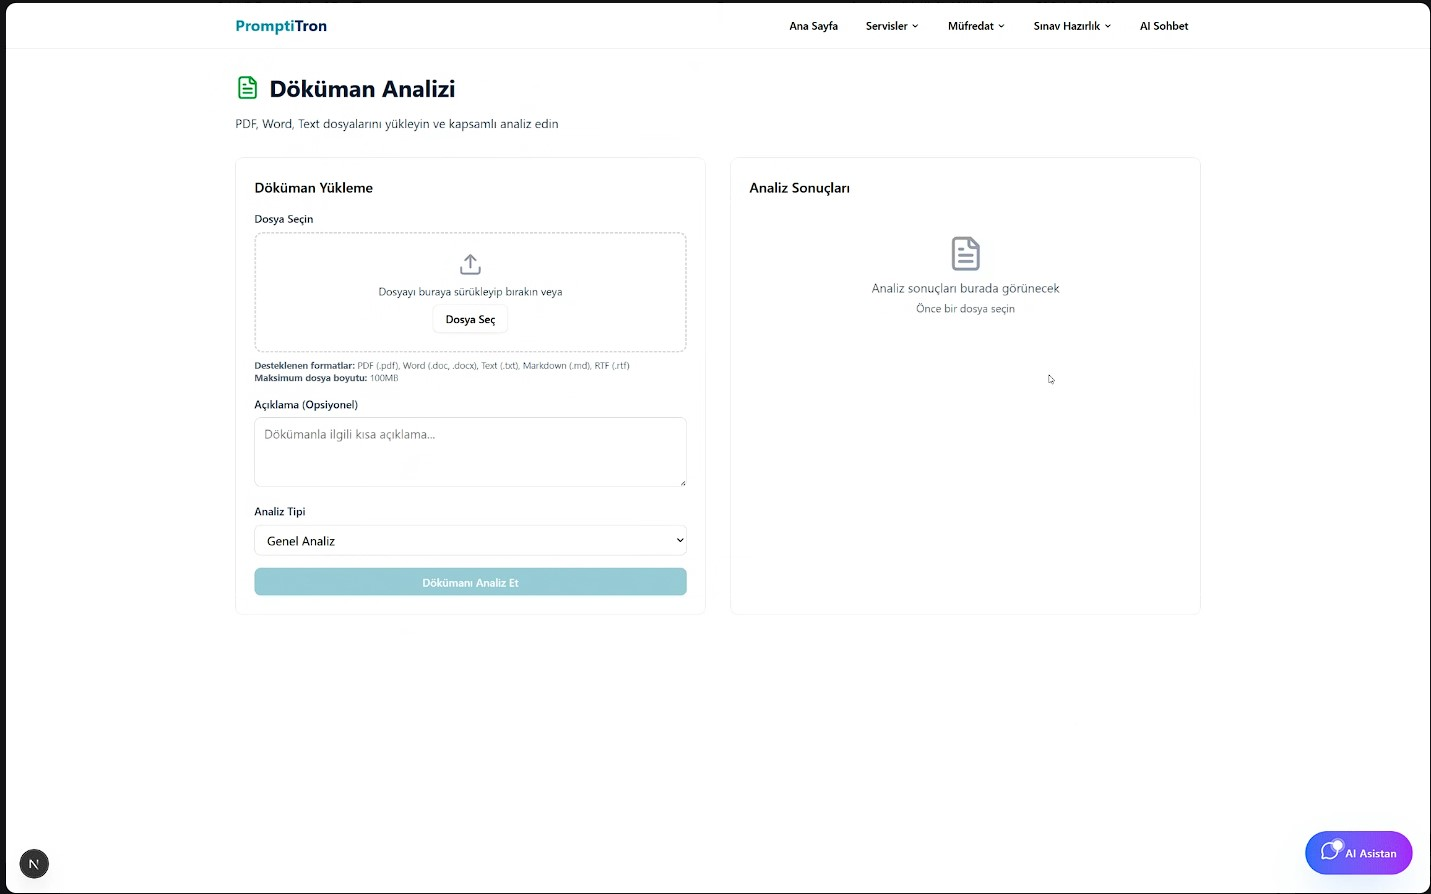 PromptiTron
Ana Sayfa
Servisler
Müfredat
Sınav Hazırlık
AI Sohbet
Döküman Analizi
PDF, Word, Text dosyalarını yükleyin ve kapsamlı analiz edin
Döküman Yükleme
Dosya Seçin
Dosyayı buraya sürükleyip bırakın veya
Dosya Seç
Desteklenen formatlar: PDF (.pdf), Word (.doc, .docx), Text (.txt), Markdown (.md), RTF (.rtf)
Maksimum dosya boyutu: 100MB
Açıklama (Opsiyonel)
Dökümanla ilgili kısa açıklama...
Analiz Tipi
Genel Analiz
Dökümanı Analiz Et
Analiz Sonuçları
Analiz sonuçları burada görünecek
Önce bir dosya seçin
N
AI Asistan